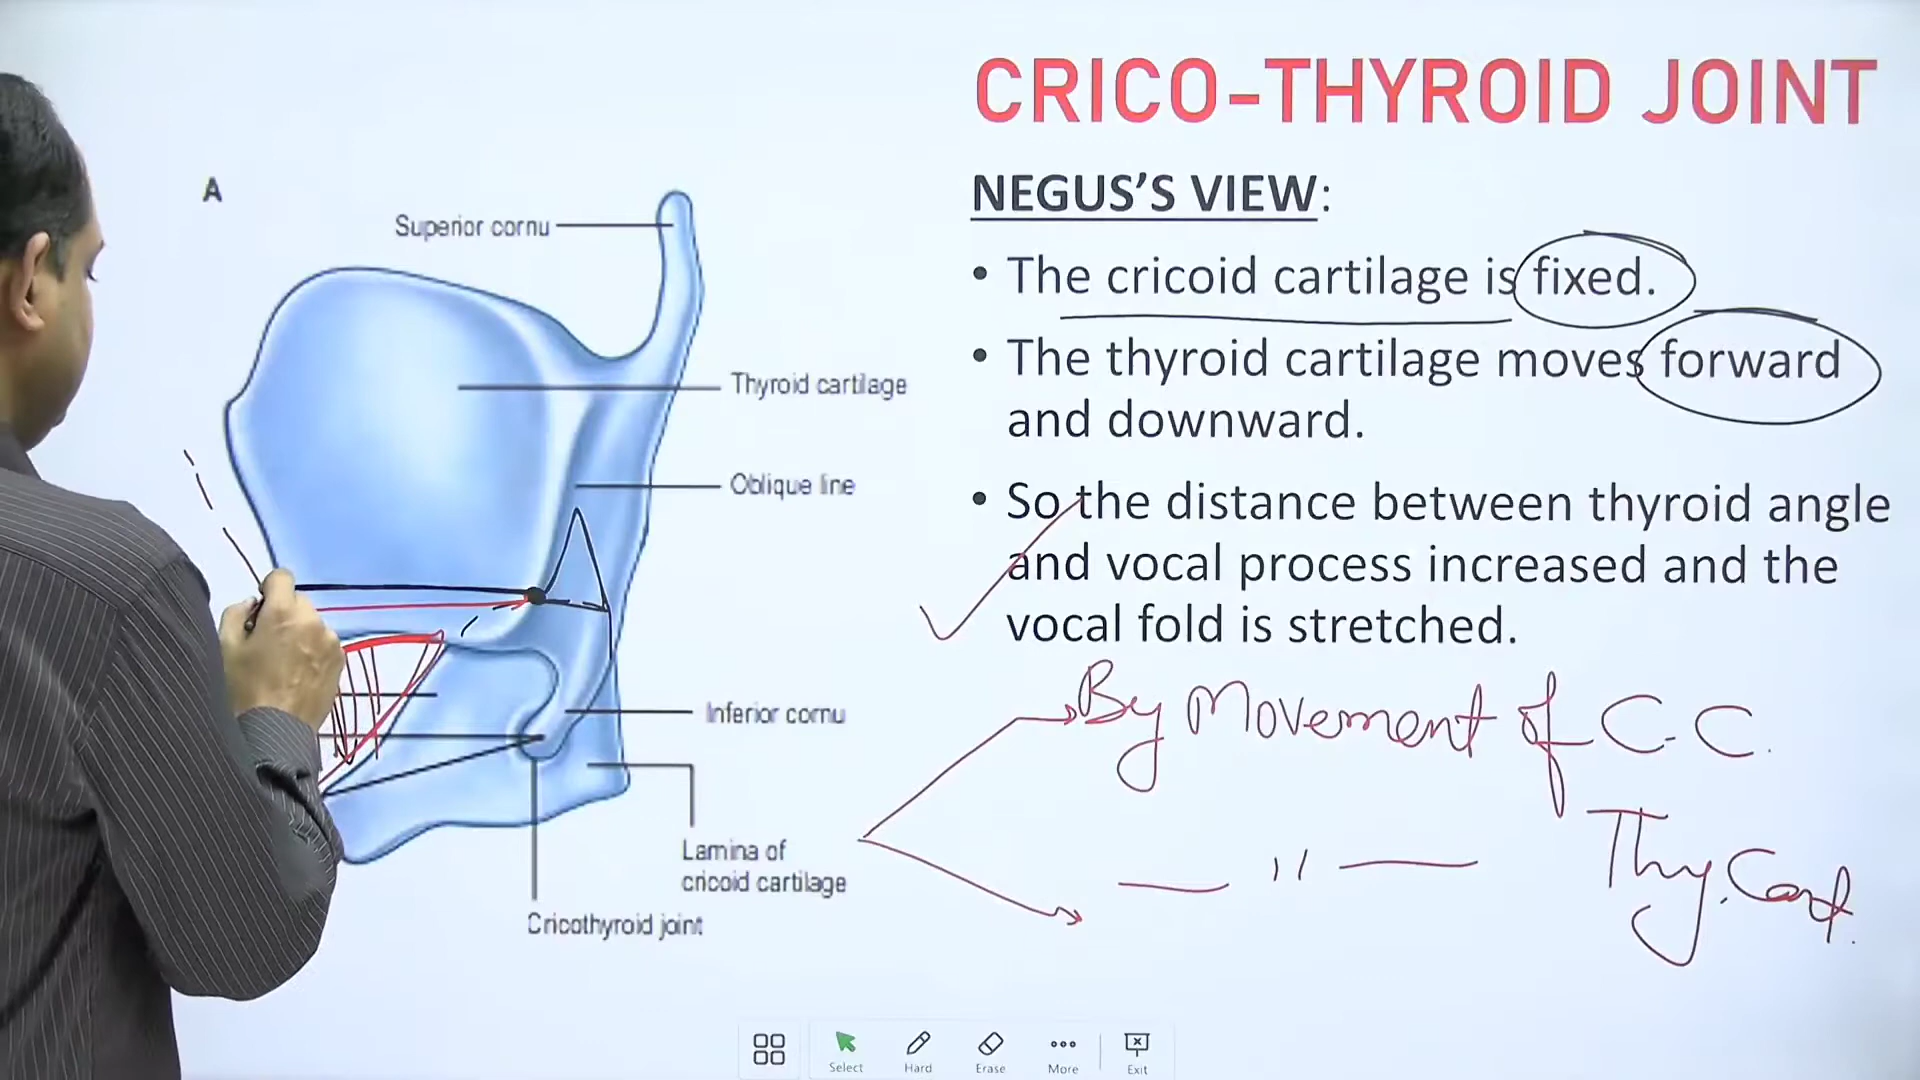 CRICO-THYROID JOINT
NEGUS'S VIEW:
• The cricoid cartilage is fixed.
• The thyroid cartilage moves forward
and downward.
• So the distance between thyroid angle
and vocal process increased and the
vocal fold is stretched.
By Movement of C.C.
— " — Thy. Cart.
A
Superior cornu
Thyroid cartilage
Oblique line
Inferior cornu
Lamina of
cricoid cartilage
Cricothyroid joint
Select
Hard
Erase
More
Exit